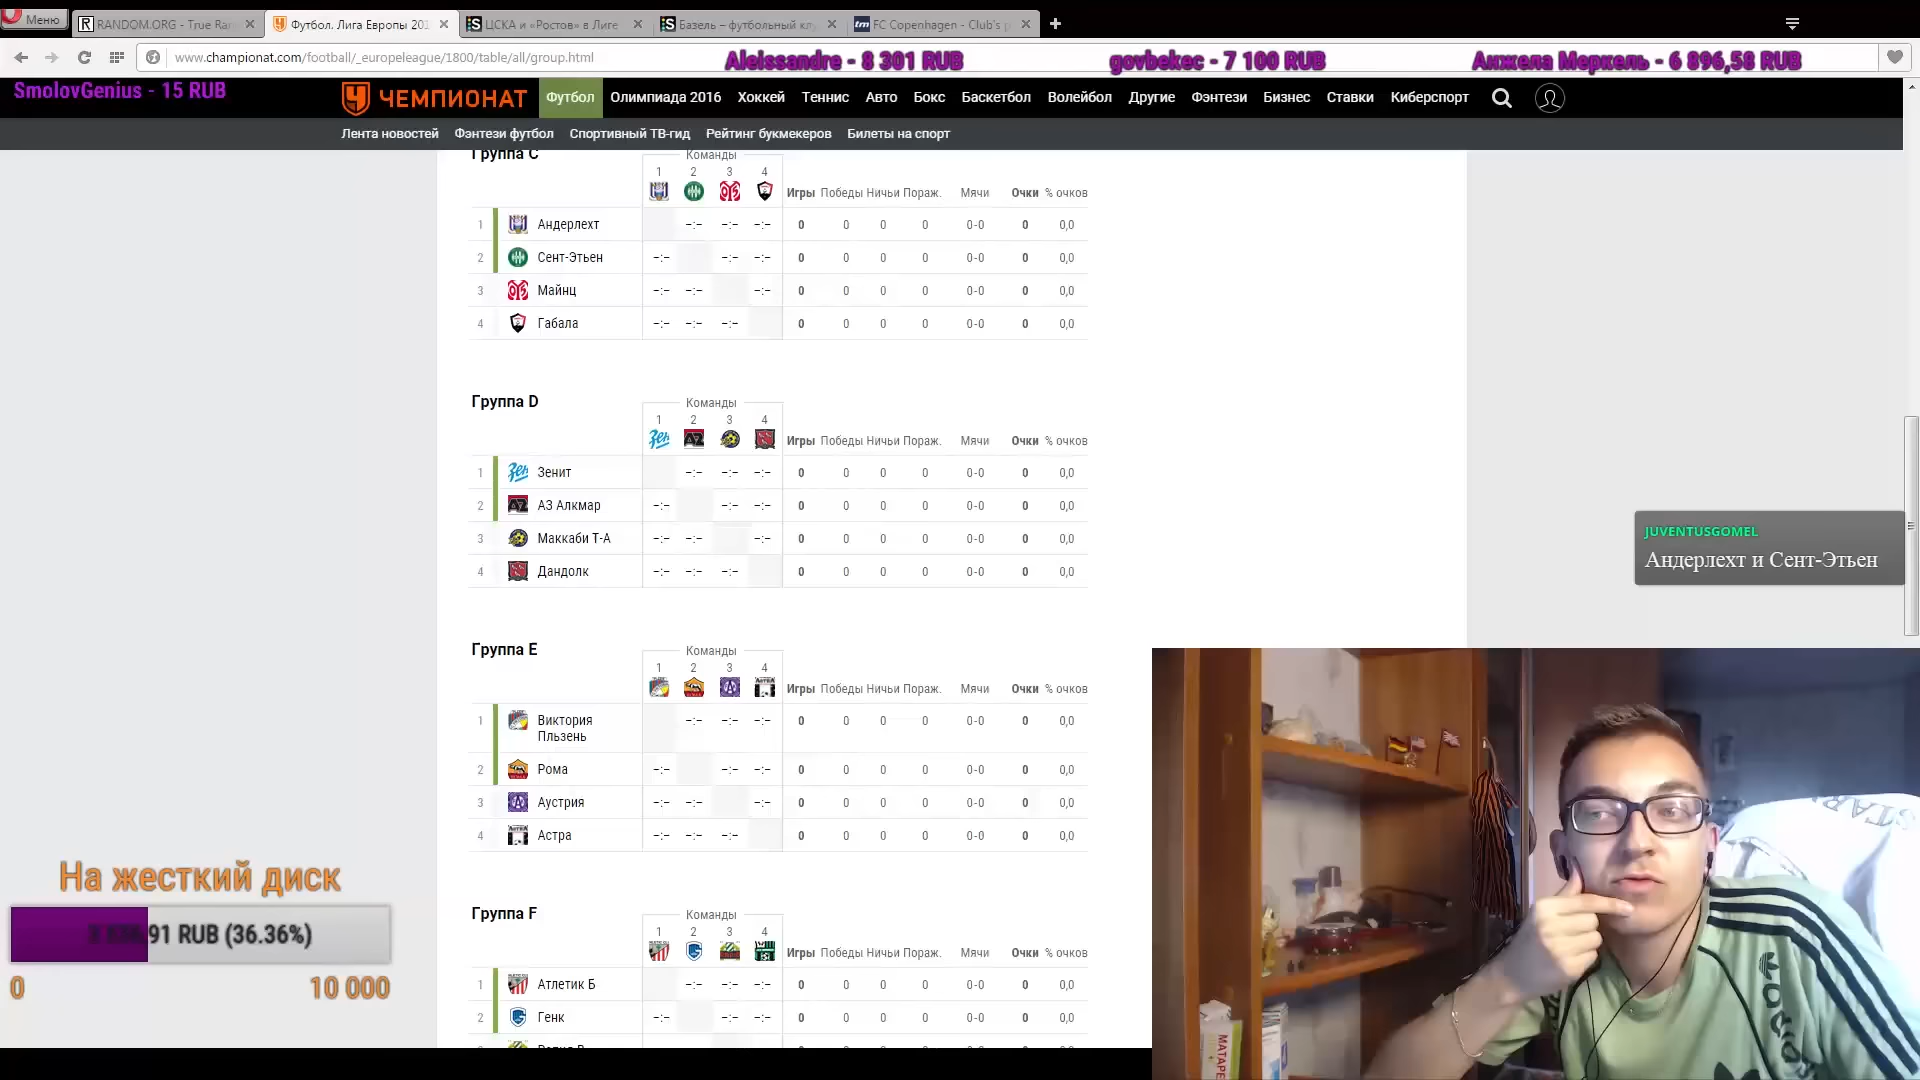 Меню
RANDOM.ORG - True Ra
Футбол. Лига Европы 20
ЦСКА и «Ростов» в Лиге
Базель – футбольный кл
FC Copenhagen - Club's p
www.championat.com/football/_europeleague/1800/table/all/group.html
Aleissandre - 8 301 RUB
govbekec - 7 100 RUB
Анжела Меркель - 6 896,58 RUB
SmolovGenius - 15 RUB
ЧЕМПИОНАТ
Футбол Олимпиада 2016 Хоккей Теннис Авто Бокс Баскетбол Волейбол Другие Фэнтези Бизнес Ставки Киберспорт
Лента новостей Фэнтези футбол Спортивный ТВ-гид Рейтинг букмекеров Билеты на спорт
Группа C
Команды
1 2 3 4
Игры Победы Ничьи Пораж. Мячи Очки % очков
1 Андерлехт –:– –:– –:– 0 0 0 0 0-0 0 0,0
2 Сент-Этьен –:– –:– –:– 0 0 0 0 0-0 0 0,0
3 Майнц –:– –:– –:– 0 0 0 0 0-0 0 0,0
4 Габала –:– –:– –:– 0 0 0 0 0-0 0 0,0
Группа D
Команды
1 2 3 4
Игры Победы Ничьи Пораж. Мячи Очки % очков
1 Зенит –:– –:– –:– 0 0 0 0 0-0 0 0,0
2 АЗ Алкмар –:– –:– –:– 0 0 0 0 0-0 0 0,0
3 Маккаби Т-А –:– –:– –:– 0 0 0 0 0-0 0 0,0
4 Дандолк –:– –:– –:– 0 0 0 0 0-0 0 0,0
JUVENTUSGOMEL
Андерлехт и Сент-Этьен
Группа E
Команды
1 2 3 4
Игры Победы Ничьи Пораж. Мячи Очки % очков
1 Виктория
Пльзень –:– –:– –:– 0 0 0 0 0-0 0 0,0
2 Рома –:– –:– –:– 0 0 0 0 0-0 0 0,0
3 Аустрия –:– –:– –:– 0 0 0 0 0-0 0 0,0
4 Астра –:– –:– –:– 0 0 0 0 0-0 0 0,0
Группа F
Команды
1 2 3 4
Игры Победы Ничьи Пораж. Мячи Очки % очков
1 Атлетик Б –:– –:– –:– 0 0 0 0 0-0 0 0,0
2 Генк –:– –:– –:– 0 0 0 0 0-0 0 0,0
На жесткий диск
91 RUB (36.36%)
0
10 000